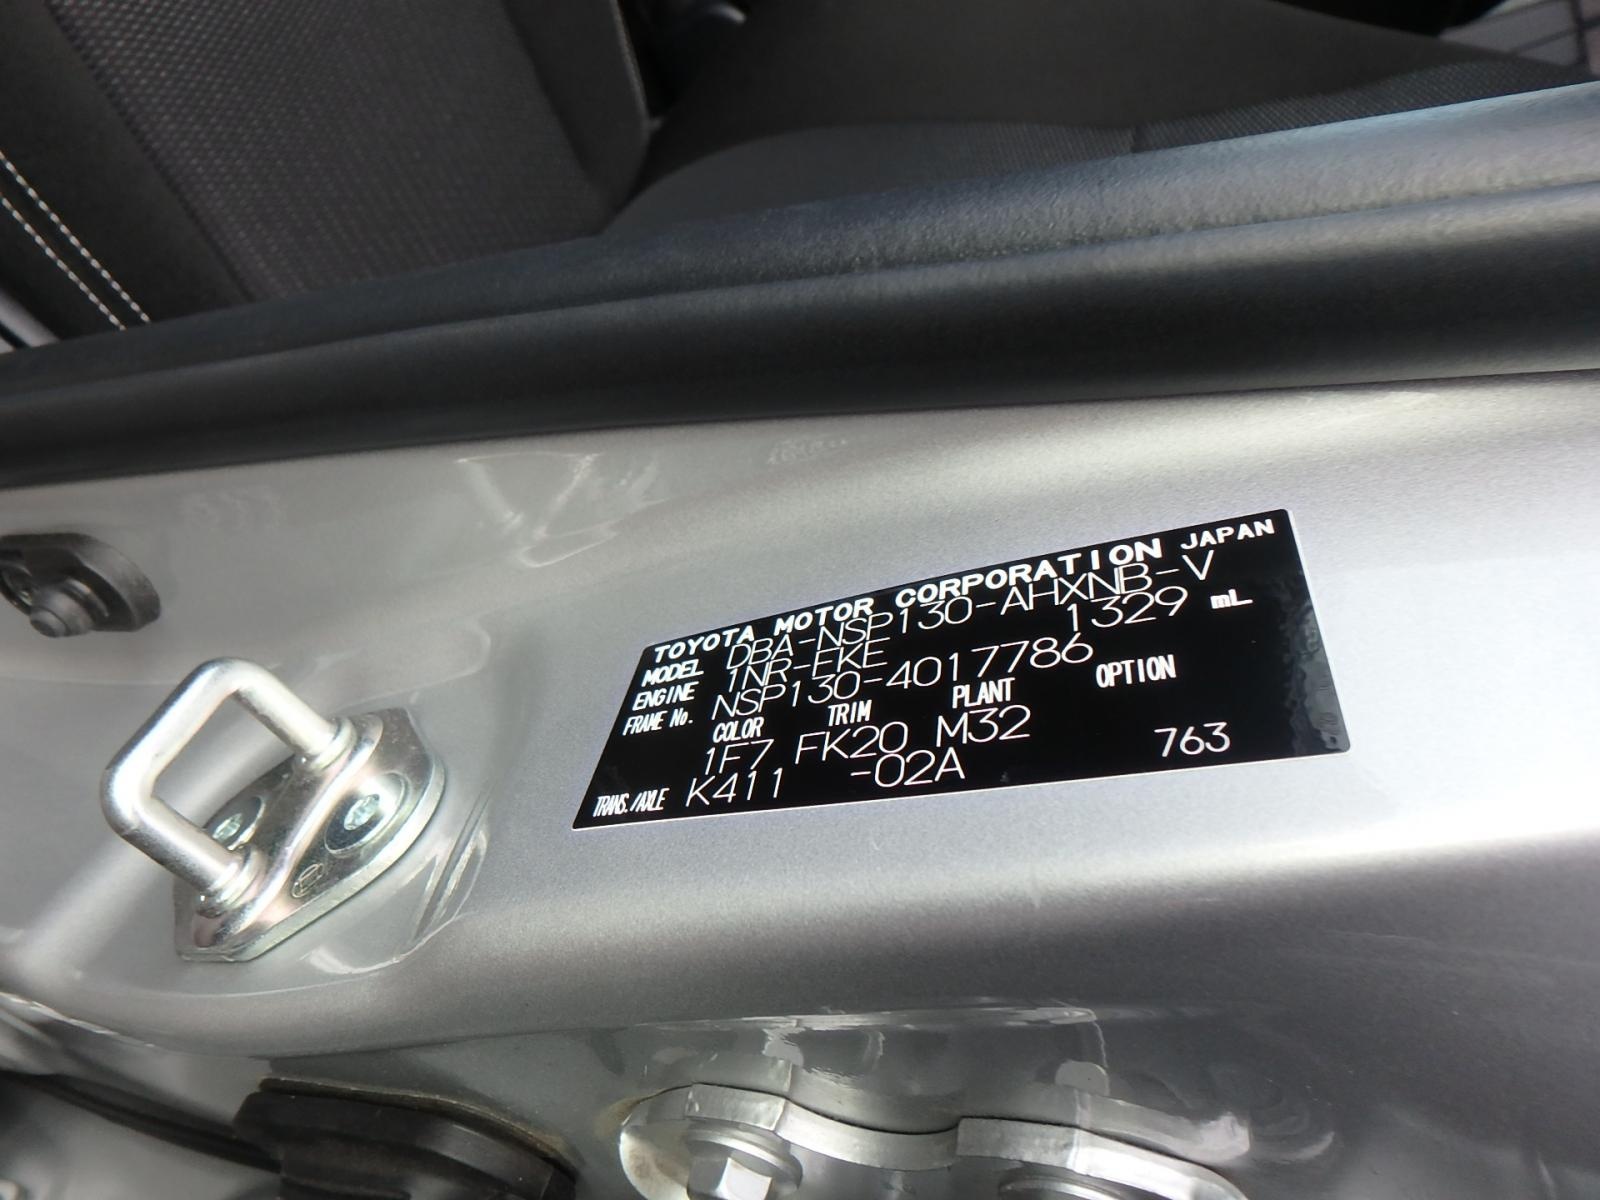 TOYOTA MOTOR CORPORATION JAPAN
MODEL DBA-NSP130-AHXNB-V
ENGINE 1NR-FKE 1329 mL
FRAME No. NSP130-4017786
COLOR TRIM PLANT OPTION
1F7 FK20 M32
TRANS./AXLE K411 -02A 763